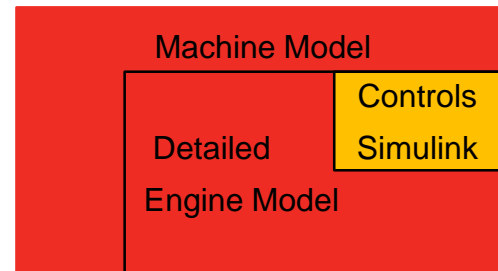 Machine Model
Controls
Simulink
Detailed
Engine Model